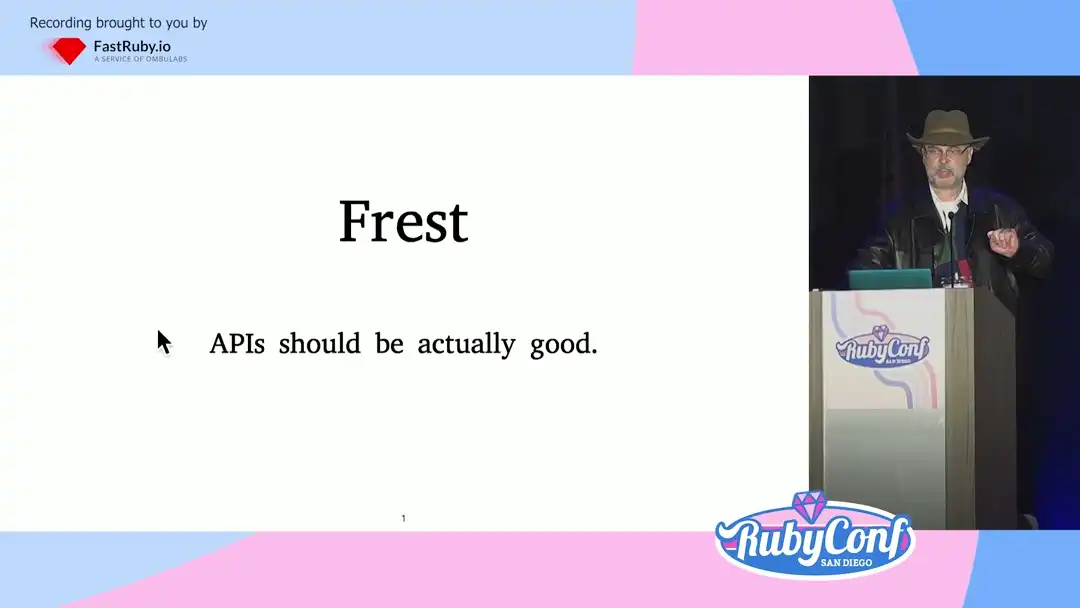 Recording brought to you by
FastRuby.io
A SERVICE OF OMBULABS
Frest
APIs should be actually good.
1
RubyConf
SAN DIEGO
RubyConf
SAN DIEGO